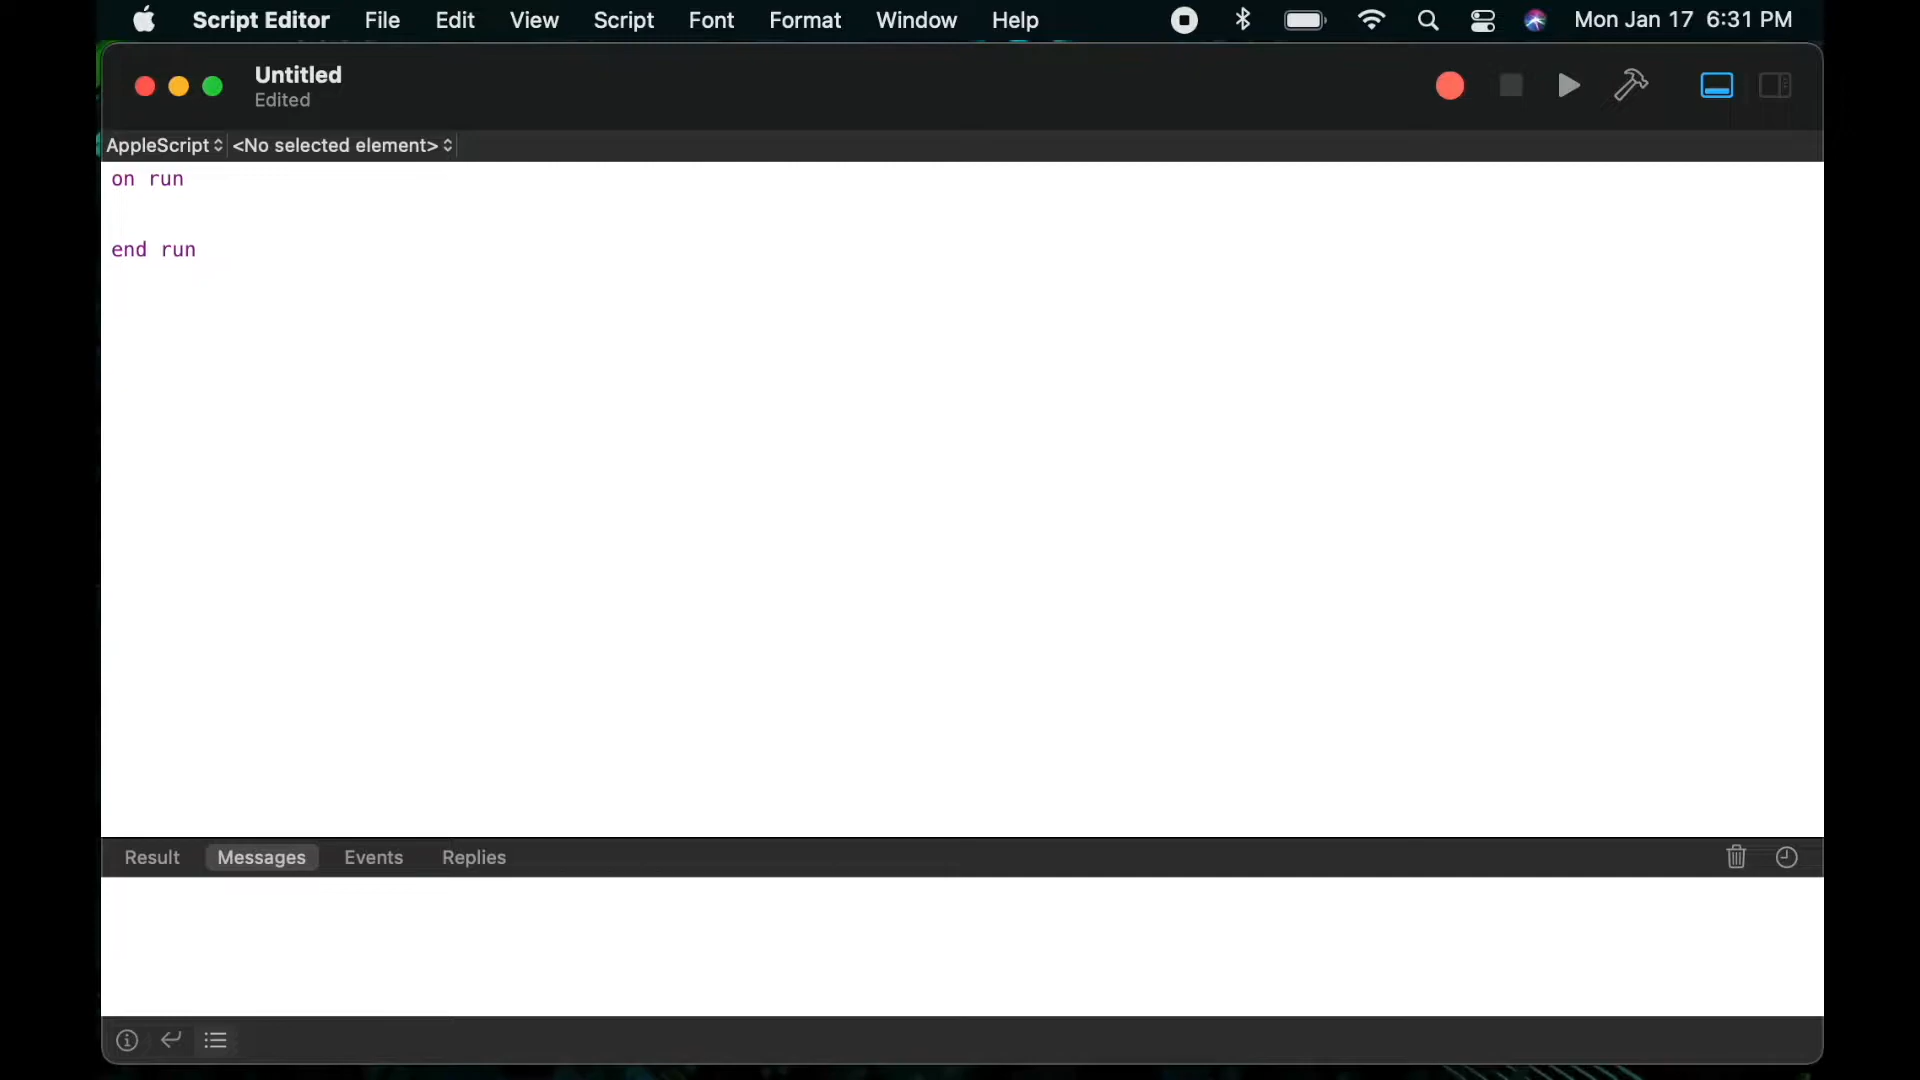 Script Editor File Edit View Script Font Format Window Help Mon Jan 17 6:31 PM
Untitled
Edited
AppleScript <No selected element>
on run
end run
Result Messages Events Replies